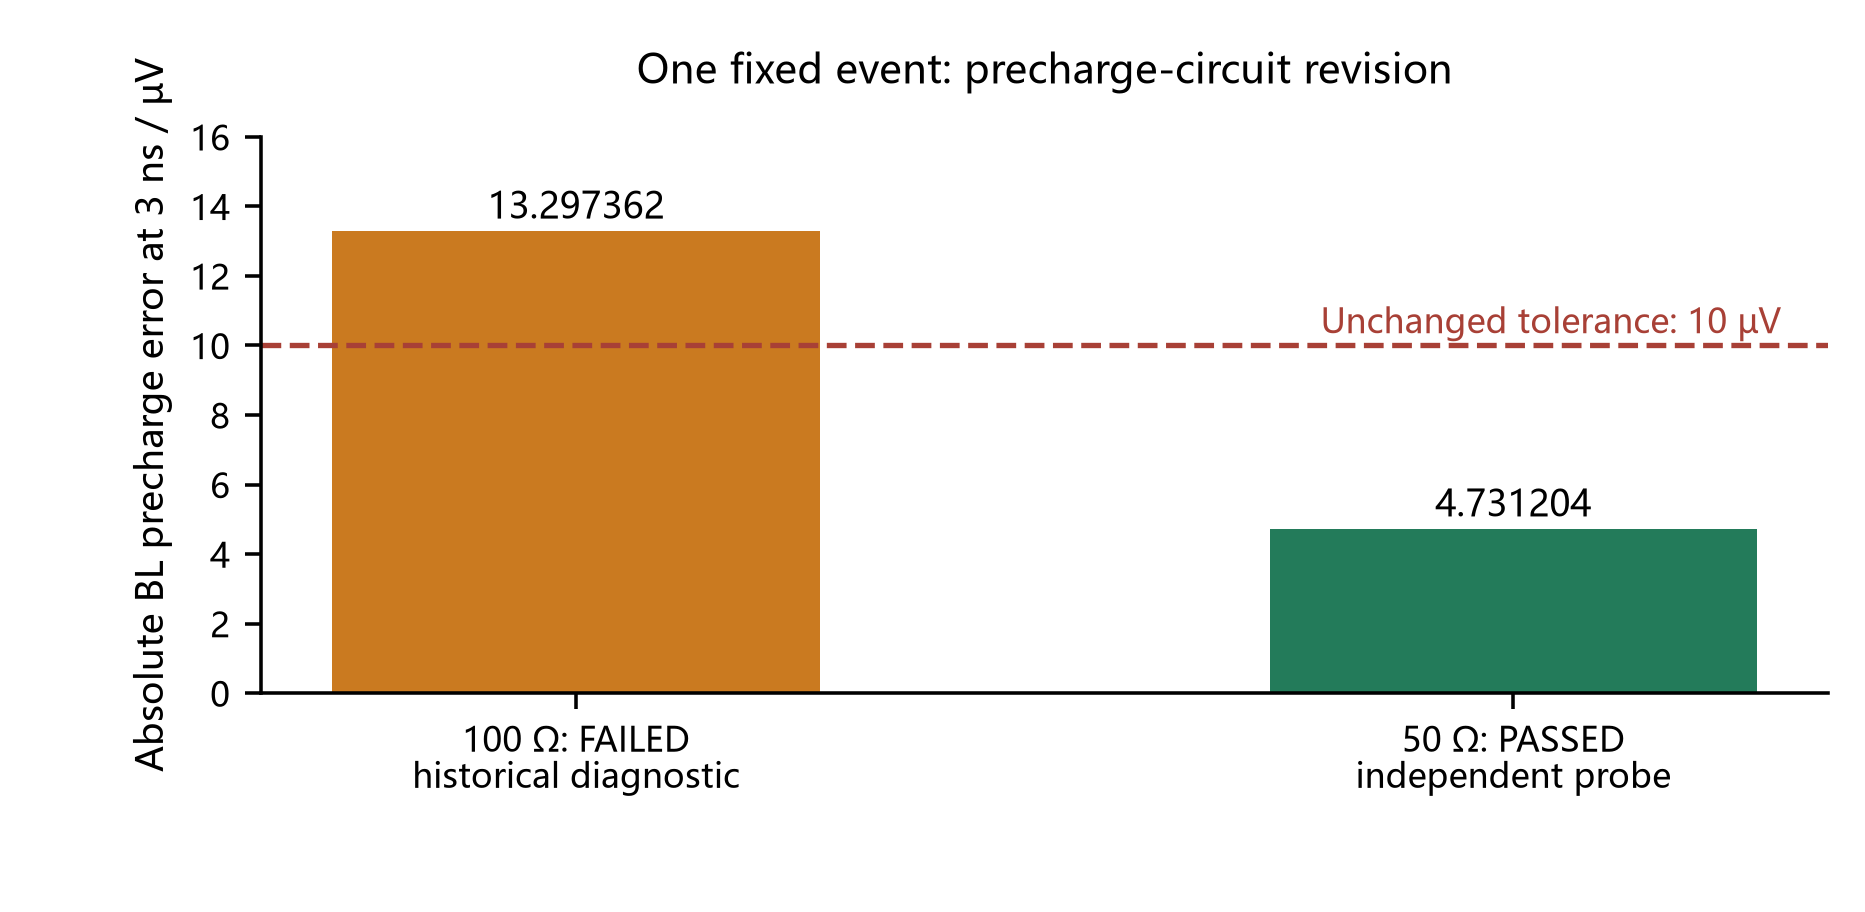 One fixed event: precharge-circuit revision
Absolute BL precharge error at 3 ns / µV
16
14
12
10
8
6
4
2
0
13.297362
Unchanged tolerance: 10 µV
4.731204
100 Ω: FAILED
historical diagnostic
50 Ω: PASSED
independent probe